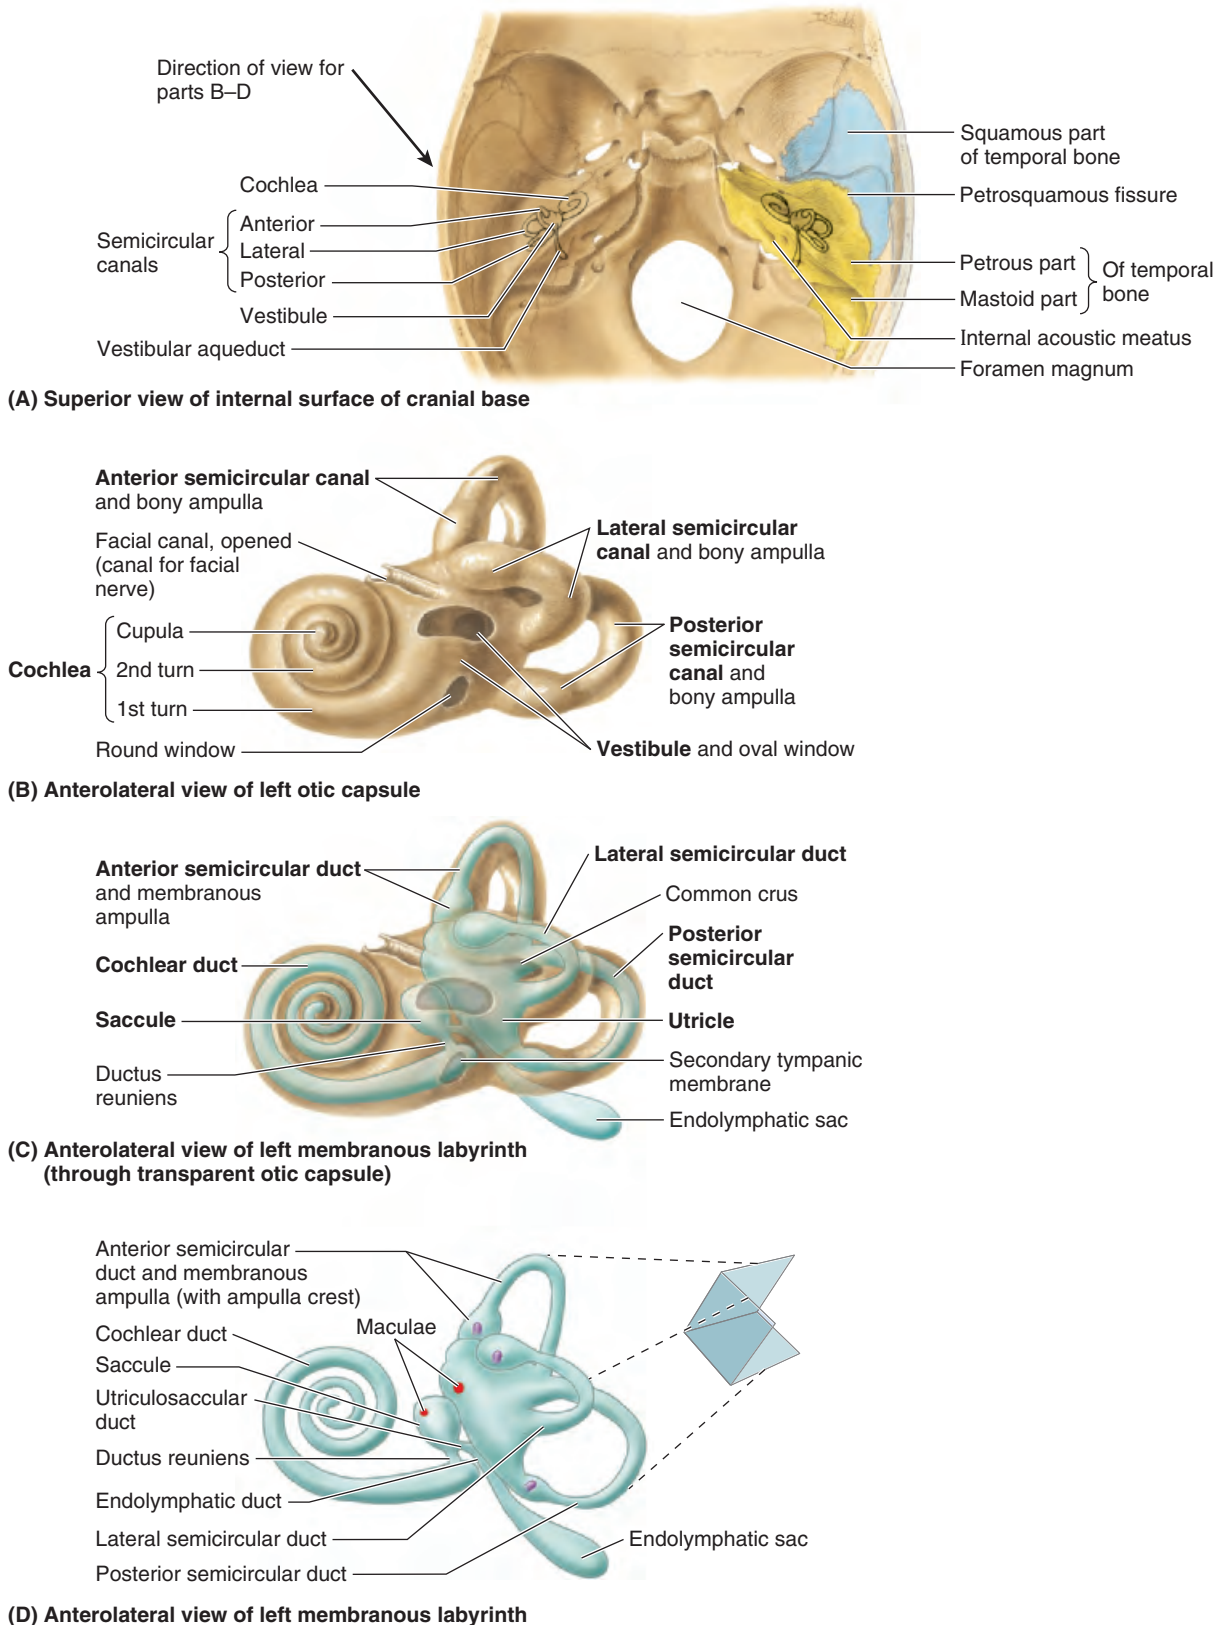 Direction of view for
parts B–D
Cochlea
Anterior
Semicircular
canals
Lateral
Posterior
Vestibule
Vestibular aqueduct
Squamous part
of temporal bone
Petrosquamous fissure
Petrous part
Mastoid part
Of temporal
bone
Internal acoustic meatus
Foramen magnum
(A) Superior view of internal surface of cranial base
Anterior semicircular canal
and bony ampulla
Facial canal, opened
(canal for facial
nerve)
Cochlea
Cupula
2nd turn
1st turn
Round window
Lateral semicircular
canal and bony ampulla
Posterior
semicircular
canal and
bony ampulla
Vestibule and oval window
(B) Anterolateral view of left otic capsule
Anterior semicircular duct
and membranous
ampulla
Cochlear duct
Saccule
Ductus
reuniens
Lateral semicircular duct
Common crus
Posterior
semicircular
duct
Utricle
Secondary tympanic
membrane
Endolymphatic sac
(C) Anterolateral view of left membranous labyrinth
(through transparent otic capsule)
Anterior semicircular
duct and membranous
ampulla (with ampulla crest)
Cochlear duct
Maculae
Saccule
Utriculosaccular
duct
Ductus reuniens
Endolymphatic duct
Lateral semicircular duct
Posterior semicircular duct
Endolymphatic sac
(D) Anterolateral view of left membranous labyrinth